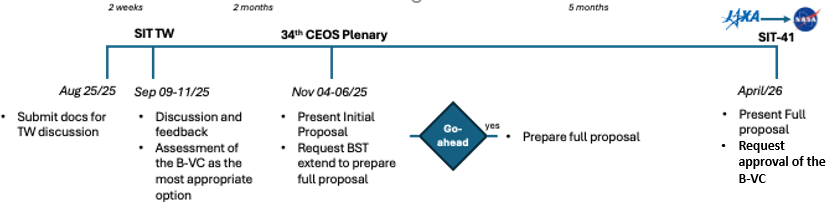 2 weeks
2 months
5 months
JAXA
NASA
SIT TW
34th CEOS Plenary
SIT-41
Aug 25/25
Sep 09-11/25
Nov 04-06/25
April/26
• Submit docs for
TW discussion
• Discussion and
feedback
• Assessment of
the B-VC as the
most appropriate
option
• Present Initial
Proposal
• Request BST
extend to prepare
full proposal
Go-
ahead
yes
• Prepare full proposal
• Present Full
proposal
• Request
approval of the
B-VC